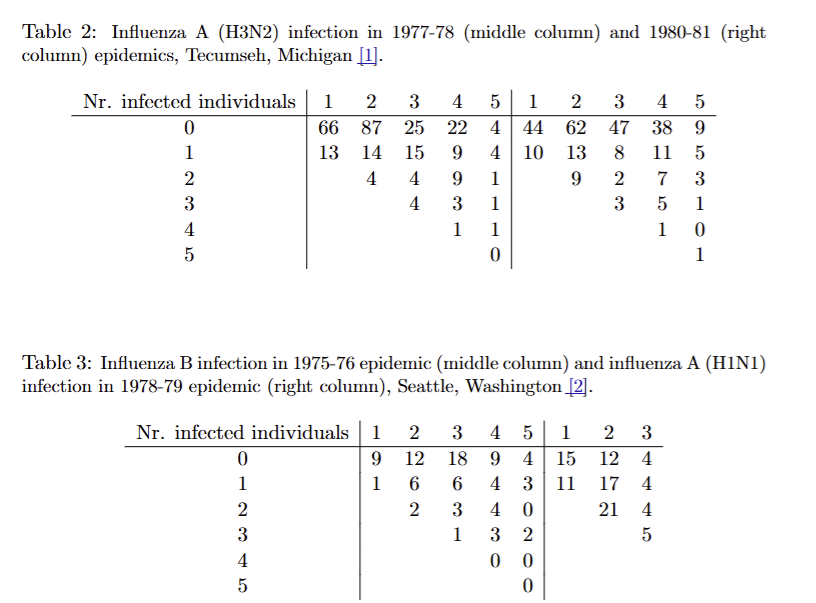 Table 2: Influenza A (H3N2) infection in 1977-78 (middle column) and 1980-81 (right
column) epidemics, Tecumseh, Michigan [1].
Nr. infected individuals 1 2 3 4 5 1 2 3 4 5
0 66 87 25 22 4 44 62 47 38 9
1 13 14 15 9 4 10 13 8 11 5
2 4 4 9 1 9 2 7 3
3 4 3 1 3 5 1
4 1 1 1 0
5 0 1
Table 3: Influenza B infection in 1975-76 epidemic (middle column) and influenza A (H1N1)
infection in 1978-79 epidemic (right column), Seattle, Washington [2].
Nr. infected individuals 1 2 3 4 5 1 2 3
0 9 12 18 9 4 15 12 4
1 1 6 6 4 3 11 17 4
2 2 3 4 0 21 4
3 1 3 2 5
4 0 0
5 0